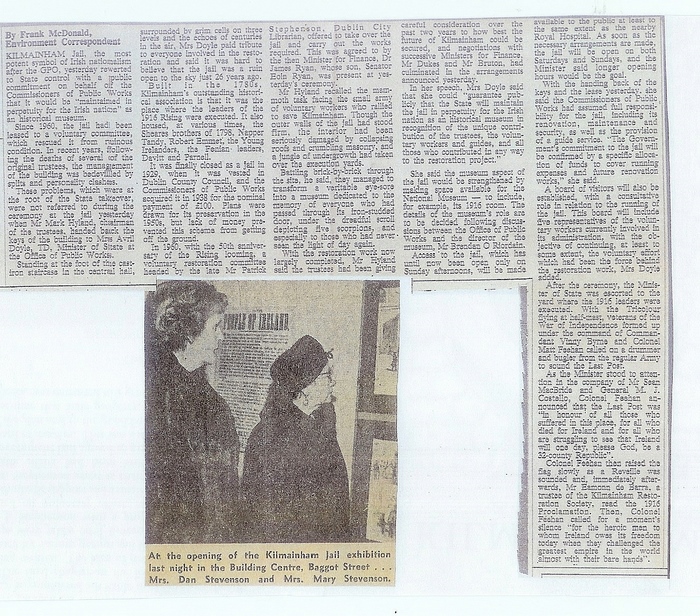 By Frank McDonald,
Environment Correspondent
KILMAINHAM Jail, the most
potent symbol of Irish nationalism
after the GPO, yesterday reverted
to State control with a public
commitment on behalf of the
Commissioners of Public Works
that it would be "maintained in
perpetuity for the Irish nation" as
an historical museum.
Since 1960, the jail had been
leased to a voluntary committee,
which rescued it from ruinous
condition. In recent years, follow-
ing the deaths of several of the
original trustees, the management
of the building was bedevilled by
splits and personality clashes.
These problems, which were at
the root of the State takeover,
were not referred to during the
ceremony at the jail yesterday
when Mr Mark Hyland, chairman
of the trustees, handed back the
keys of the building to Mrs Avril
Doyle, TD, Minister of State at
the Office of Public Works.
Standing at the foot of the cast-
iron staircase in the central hall,
surrounded by grim cells on three
levels and the echoes of centuries
in the air, Mrs Doyle paid tribute
to everyone involved in the resto-
ration and said it was hard to
believe that the jail was a ruin
open to the sky just 26 years ago.
Built in the 1780s,
Kilmainham's outstanding histori-
cal association is that it was the
place where the leaders of the
1916 Rising were executed. It also
housed, at various times, the
Sheares brothers of 1798, Napper
Tandy, Robert Emmet, the Young
Irelanders, the Fenian leaders,
Davitt and Parnell.
It was finally closed as a jail in
1929, when it was vested in
Dublin County Council and the
Commissioners of Public Works
acquired it in 1938 for the nominal
payment of £100. Plans were
drawn for its preservation in the
1950s, but lack of money pre-
vented this scheme from getting
off the ground.
In 1960, with the 50th anniver-
sary of the Rising looming, a
voluntary restoration committee
headed by the late Mr Patrick
Stephenson, Dublin City
Librarian, offered to take over the
jail and carry out the works
required. This was agreed to by
the then Minister for Finance, Dr
James Ryan, whose son, Senator
Eoin Ryan, was present at yes-
terday's ceremony.
Mr Hyland recalled the mam-
moth task facing the small army
of voluntary workers who rallied
to save Kilmainham. Though the
outer walls of the jail had stood
firm, the interior had been
seriously damaged by collapsing
roofs and crumbling masonry, and
a jungle of undergrowth had taken
over the execution yards.
Battling brick-by-brick through
the years, he said, they managed to
transform a veritable eye-sore
into a museum dedicated to the
memory of everyone who had
passed through its iron-studded
door, under the dreadful sign
depicting five scorpions, and
especially to those who had never
seen the light of day again.
With the restoration work now
largely completed, Mr Hyland
said the trustees had been giving
careful consideration over the
past two years to how best the
future of Kilmainham could be
secured, and negotiations with
successive Ministers for Finance,
Mr Dukes and Mr Bruton, had
culminated in the arrangements
announced yesterday.
In her speech, Mrs Doyle said
that she could "guarantee pub-
licly that the State will maintain
the jail in perpetuity for the Irish
nation as an historical museum in
recognition of the unique contri-
bution of the trustees, the volun-
tary workers and guides, and all
those who contributed in any way
to the restoration project."
She said the museum aspect of
the jail would be strengthened by
making space available for the
National Museum — to include,
for example, its 1916 room. The
details of the museum's role are
to be decided following discus-
sions between the Office of Public
Works and the director of the
museum, Mr Brendan O Riordain.
Access to the jail, which has
until now been open only on
Sunday afternoons, will be made
available to the public at least to
the same extent as the nearby
Royal Hospital. As soon as the
necessary arrangements are made,
the jail will be open on both
Saturdays and Sundays, and the
Minister said longer opening
hours would be the goal.
With the handing back of the
keys and the lease yesterday, she
said the Commissioners of Public
Works had assumed full responsi-
bility for the jail, including its
renovation, maintenance and
security, as well as the provision
of a guide service. "The Govern-
ment's commitment to the jail will
be confirmed by a specific alloca-
tion of funds to cover running
expenses and future renovation
works," she said.
A board of visitors will also be
established, with a consultative
role in relation to the running of
the jail. This board will include
five representatives of the volun-
tary workers currently involved in
its administration, with the ob-
jective of continuing, at least to
some extent, the voluntary effort
which had been the force behind
the restoration work, Mrs Doyle
added.
After the ceremony, the Minis-
ter of State was escorted to the
yard where the 1916 leaders were
executed. With the Tricolour
flying at half-mast, veterans of the
War of Independence formed up
under the command of Comman-
dant Vinny Byrne and Colonel
Matt Feehan called on a drummer
and bugler from the regular Army
to sound the Last Post.
As the Minister stood to atten-
tion in the company of Mr Sean
MacBride and General M. J.
Costello, Colonel Feehan an-
nounced that the Last Post was
"in honour of all those who
suffered in this place, for all who
died for Ireland and for all who
are struggling to see that Ireland
will one day, please God, be a
32-county Republic".
Colonel Feehan then raised the
flag slowly as a Reveille was
sounded and, immediately after-
wards, Mr Eamonn de Barra, a
trustee of the Kilmainham Resto-
ration Society, read the 1916
Proclamation. Then, Colonel
Feehan called for a moment's
silence "for the heroic men to
whom Ireland owes its freedom
today when they challenged the
greatest empire in the world
almost with their bare hands".
PEOPLE OF IRELAND
At the opening of the Kilmainham Jail exhibition
last night in the Building Centre, Baggot Street . . .
Mrs. Dan Stevenson and Mrs. Mary Stevenson.